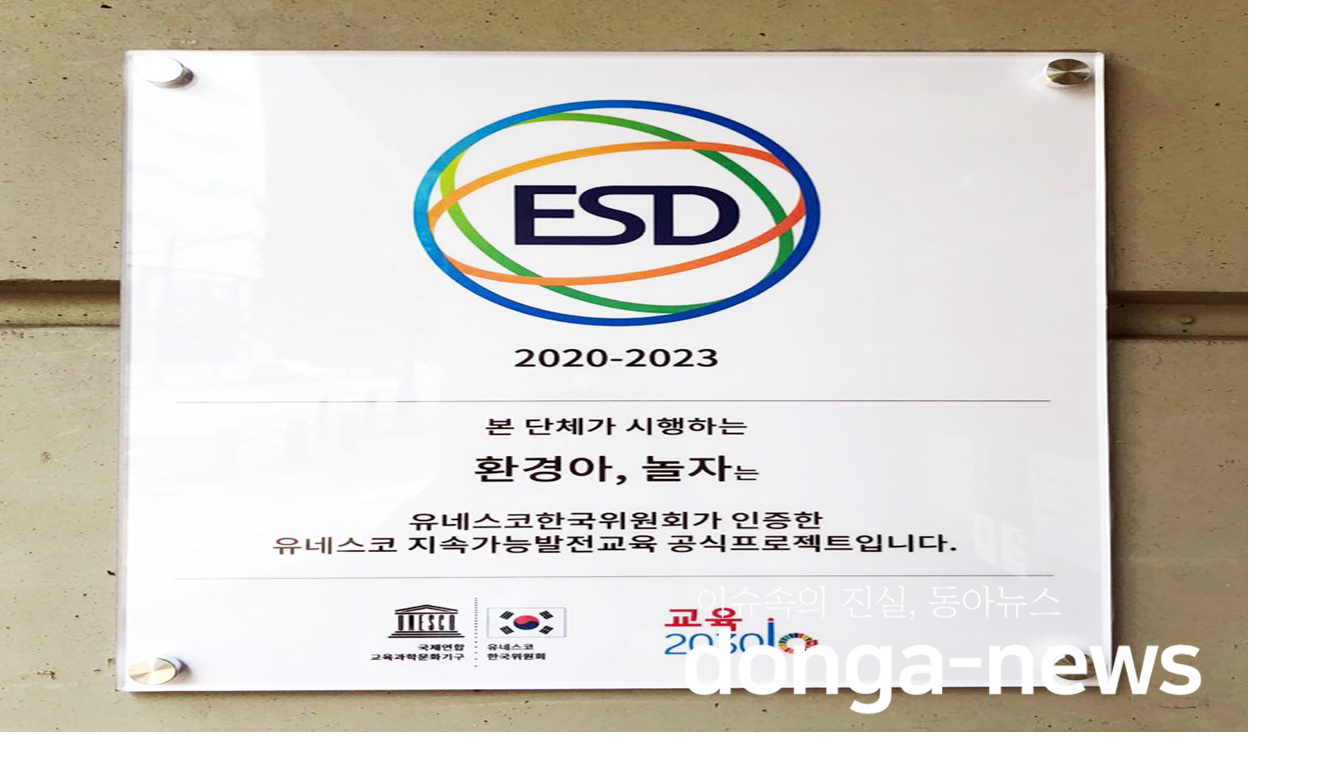 ESD
2020-2023
본 단체가 시행하는
환경아, 놀자는
유네스코한국위원회가 인증한
유네스코 지속가능발전교육 공식프로젝트입니다.
UNESCO
국제연합
교육과학문화기구
유네스코
한국위원회
교육
2030
이슈속의 진실, 동아뉴스
donga-news